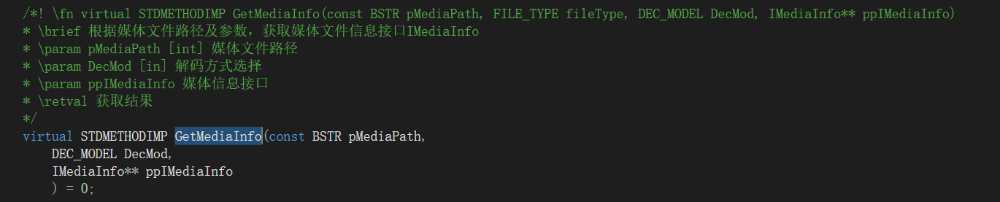 /*! \fn virtual STDMETHODIMP GetMediaInfo(const BSTR pMediaPath, FILE_TYPE fileType, DEC_MODEL DecMod, IMediaInfo** ppIMediaInfo)
* \brief 根据媒体文件路径及参数，获取媒体文件信息接口IMediaInfo
* \param pMediaPath [int] 媒体文件路径
* \param DecMod [in] 解码方式选择
* \param ppIMediaInfo 媒体信息接口
* \retval 获取结果
*/
virtual STDMETHODIMP GetMediaInfo(const BSTR pMediaPath,
DEC_MODEL DecMod,
IMediaInfo** ppIMediaInfo
) = 0;